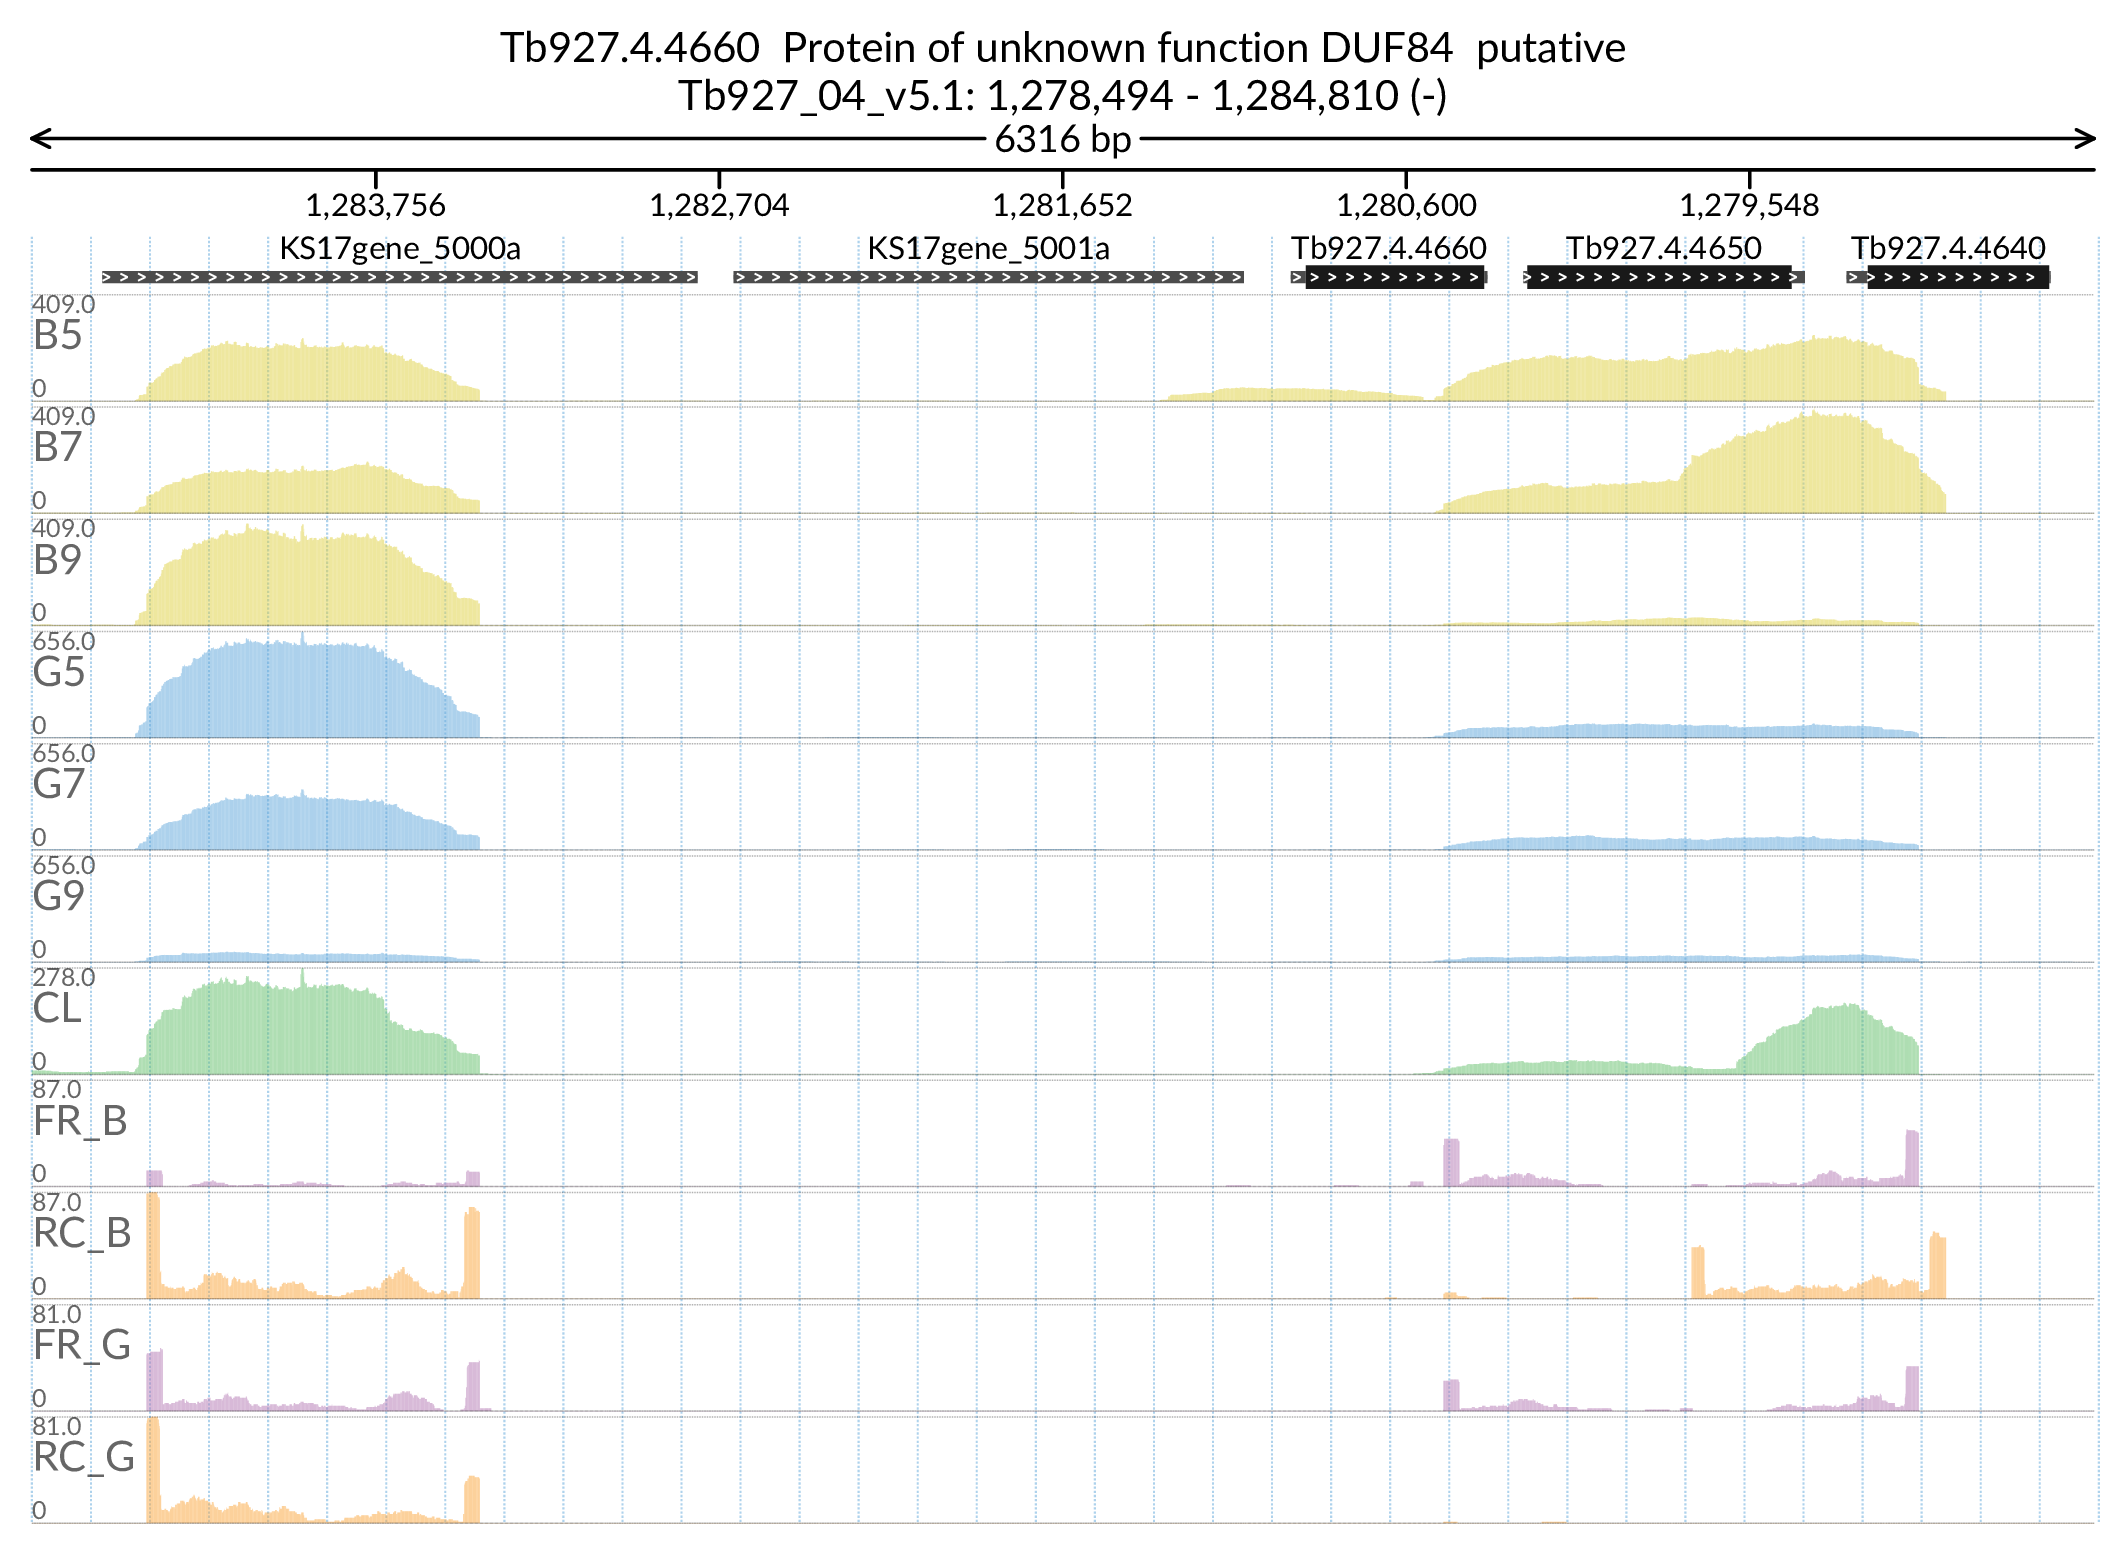 Tb927.4.4660  Protein of unknown function DUF84  putative
Tb927_04_v5.1: 1,278,494 - 1,284,810 (-)
6316 bp
1,283,756 1,282,704 1,281,652 1,280,600 1,279,548
KS17gene_5000a KS17gene_5001a Tb927.4.4660 Tb927.4.4650 Tb927.4.4640
409.0
B5
0
409.0
B7
0
409.0
B9
0
656.0
G5
0
656.0
G7
0
656.0
G9
0
278.0
CL
0
87.0
FR_B
0
87.0
RC_B
0
81.0
FR_G
0
81.0
RC_G
0